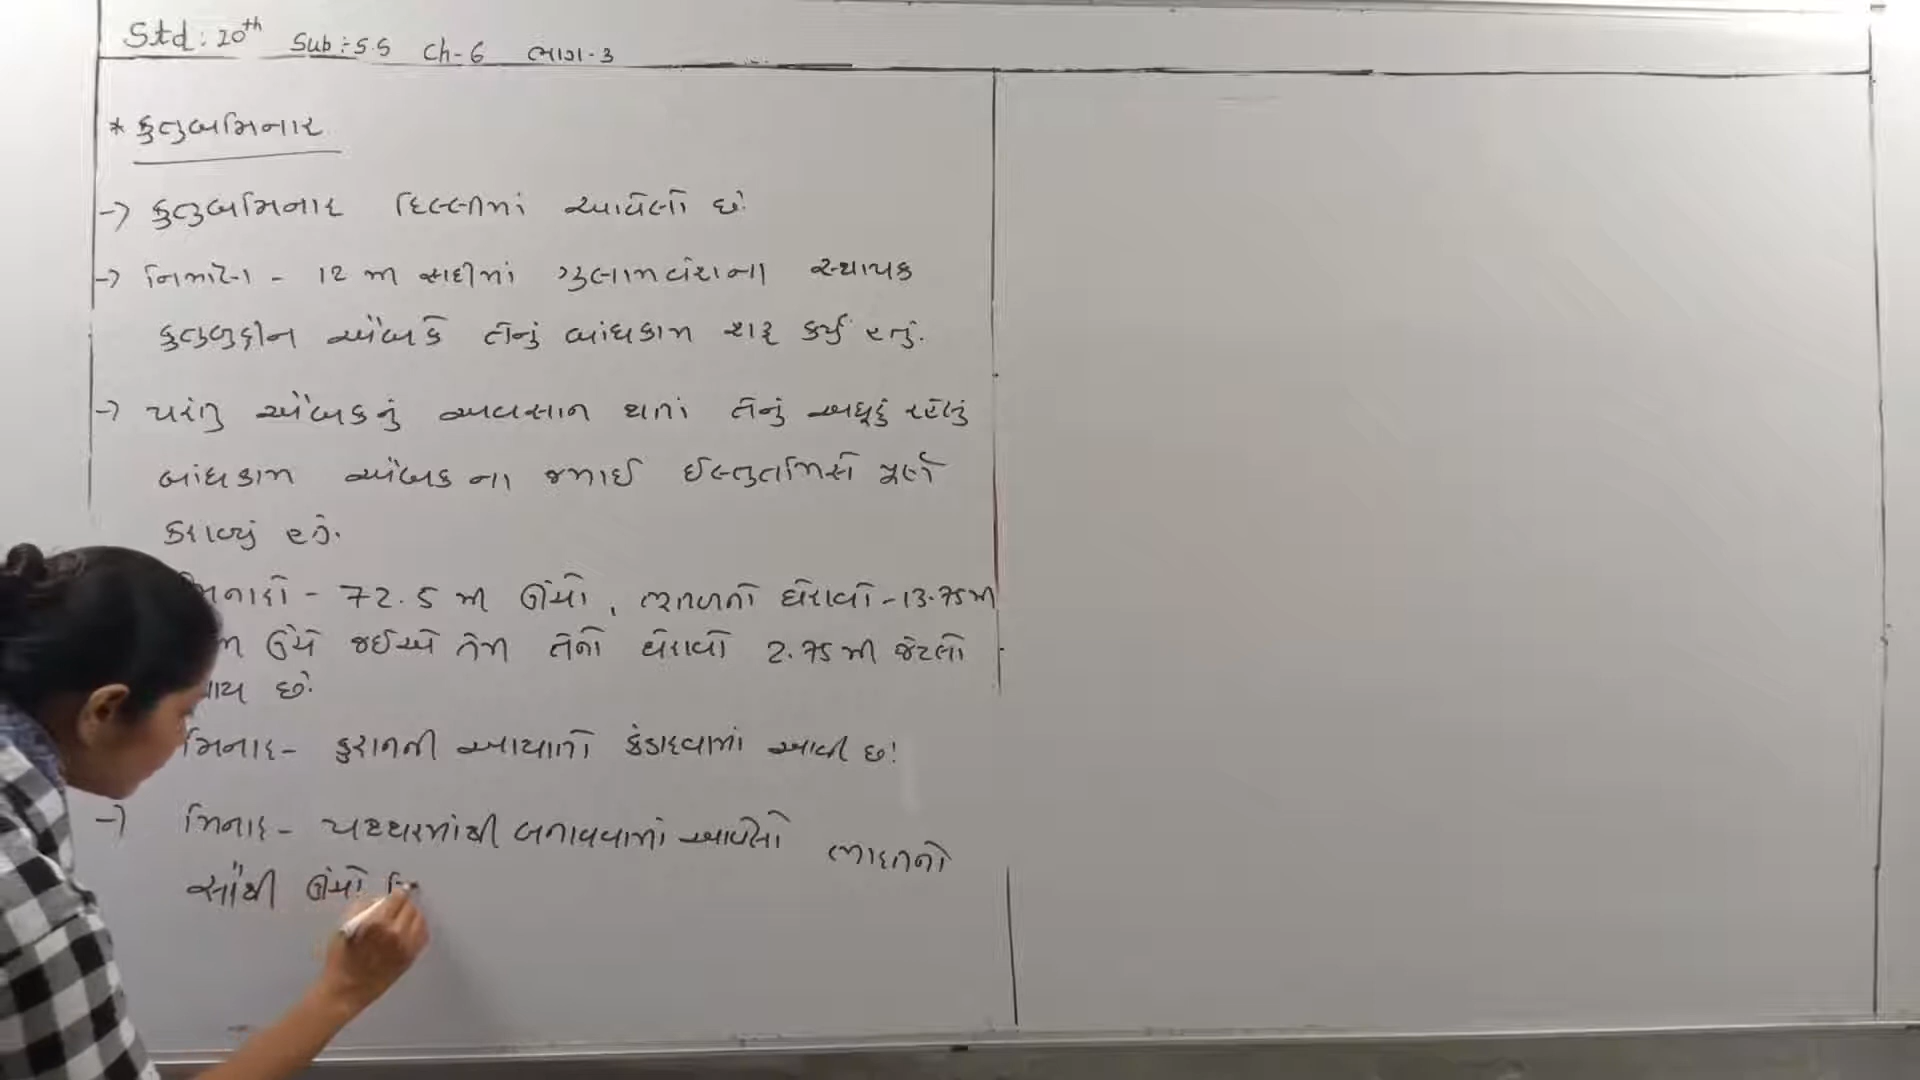 Std: 10th Sub:-S.S Ch-6 ભાગ-3
* કુતુબમિનાર
-> કુતુબમિનાર દિલ્લીમાં આવેલો છે.
-> નિર્માણ - 12 મી સદીમાં ગુલામવંશના સ્થાપક
કુતુબુદ્દીન ઐબકે તેનું બાંધકામ શરૂ કર્યું હતું.
-> પરંતુ ઐબકનું અવસાન થતાં તેનું અધૂરું રહેલું
બાંધકામ ઐબકના જમાઈ ઈલ્તુતમિસે પૂર્ણ
કરાવ્યું હતું.
મિનારો - 72.5 મી ઊંચો, ભૂતળનો ઘેરાવો - 13.75 મી
ઊંચે જઈએ તેમ તેનો ઘેરાવો 2.75 મી જેટલો
થાય છે.
મિનાર - કુરાનની આયાતો કંડારવામાં આવી છે.
-> મિનાર - પથ્થરમાંથી બનાવવામાં આવેલો ભારતનો
સૌથી ઊંચો